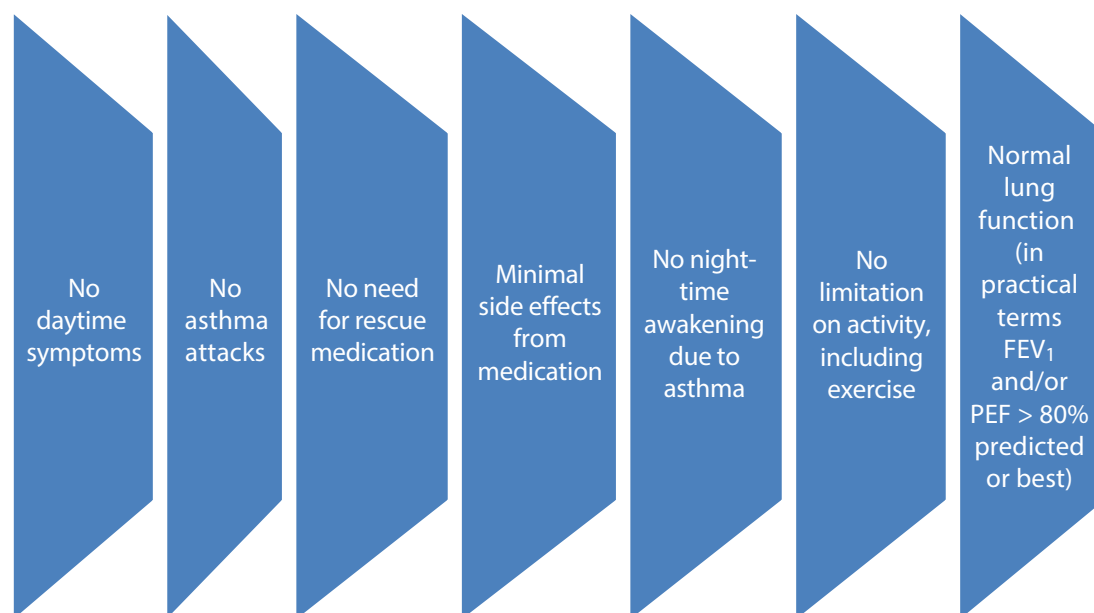 No
daytime
symptoms
No
asthma
attacks
No need
for rescue
medication
Minimal
side effects
from
medication
No night-
time
awakening
due to
asthma
No
limitation
on activity,
including
exercise
Normal
lung
function
(in
practical
terms
FEV₁
and/or
PEF > 80%
predicted
or best)